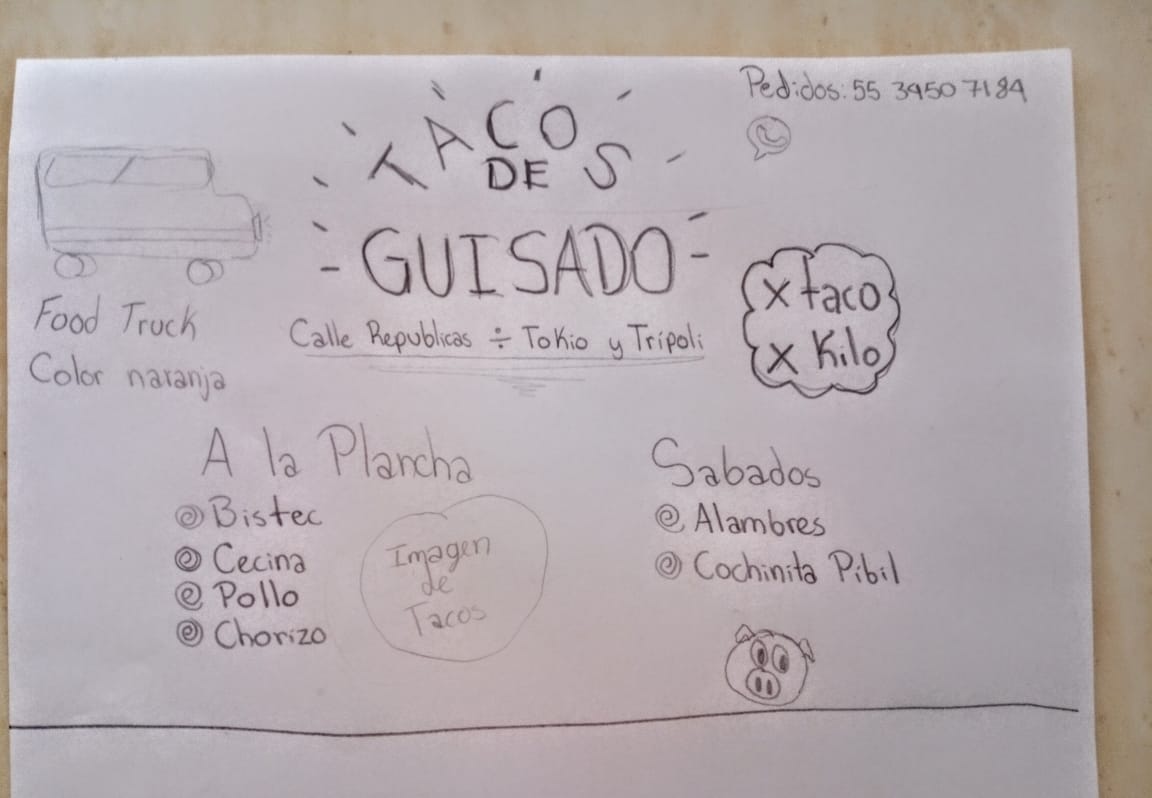 Pedidos: 55 3950 7184
TACOS
DE
GUISADO
Calle Republicas ÷ Tokio y Trípoli
x taco
x Kilo
Food Truck
Color naranja
A la Plancha
Bistec
Cecina
Pollo
Chorizo
Imagen
de
Tacos
Sabados
Alambres
Cochinita Pibil